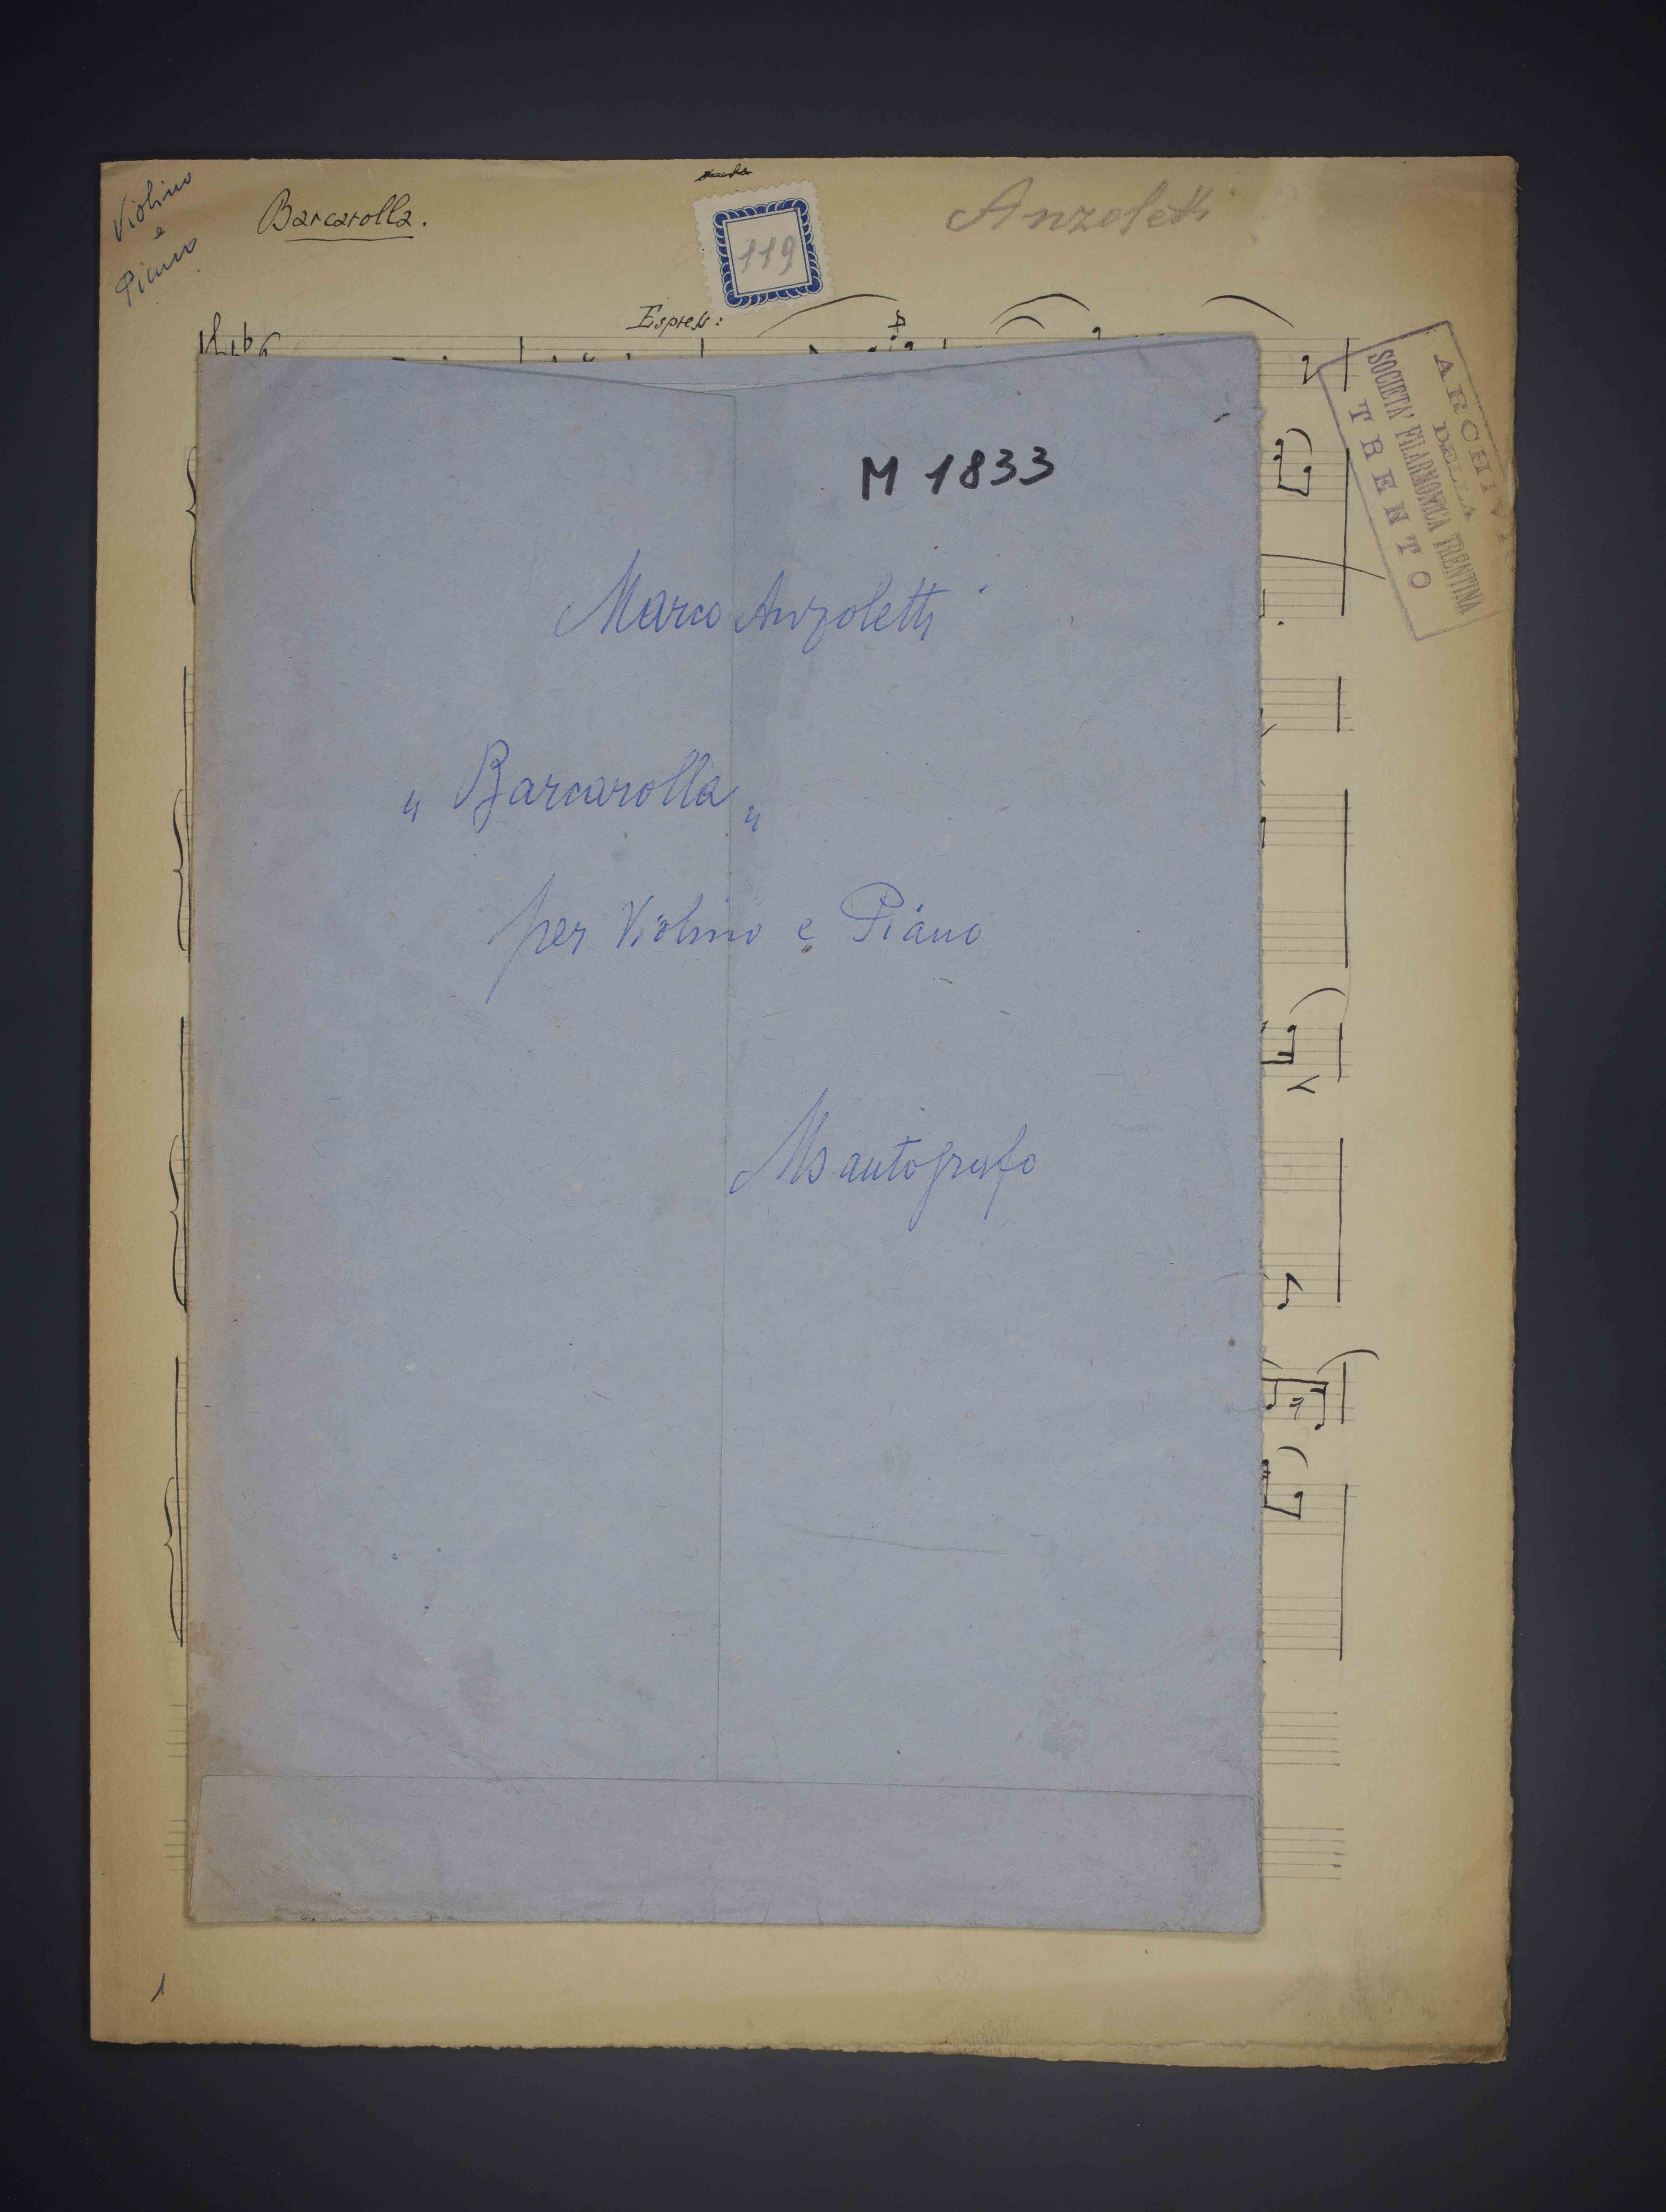 Violino
e
Piano
Barcarolla.
119
Anzoletti
Espress:
ARCHIVIO
DELLA
SOCIETA' FILARMONICA TRENTINA
TRENTO
M 1833
Marco Anzoletti
„ Barcarolla „
per Violino e Piano
Ms autografo
1